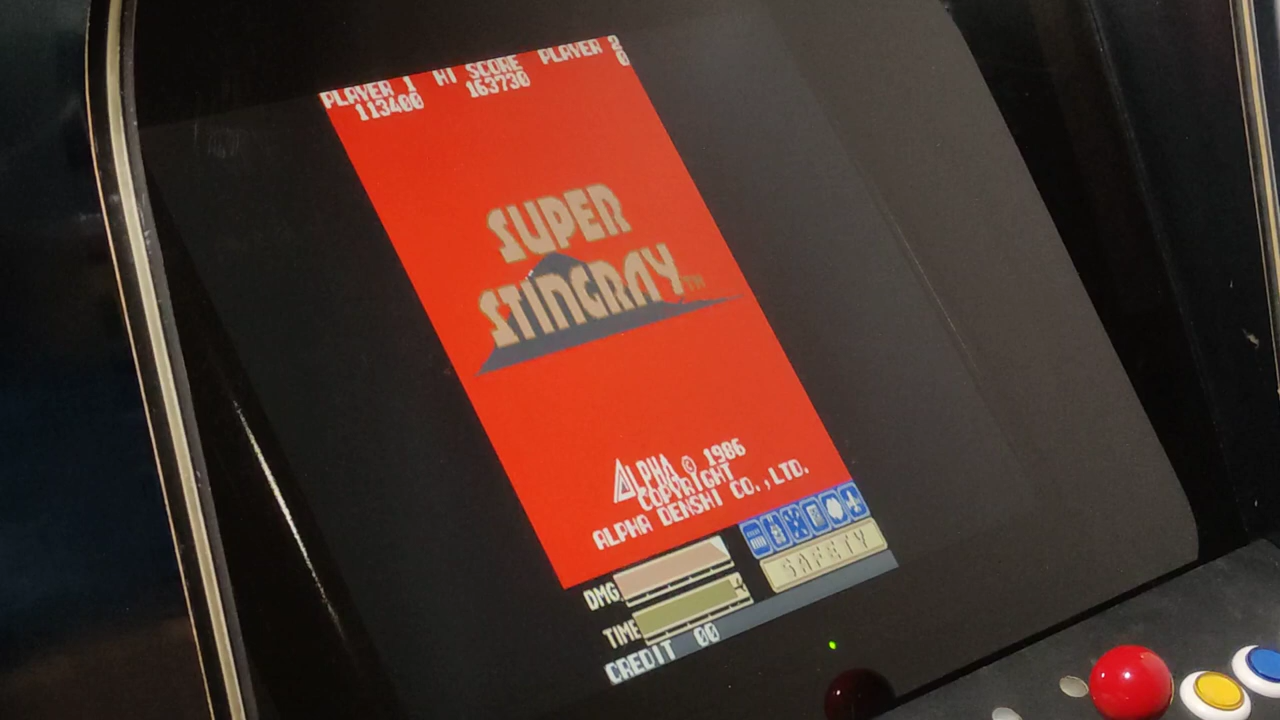 PLAYER 1 HI SCORE PLAYER 2
113400 163730 0
SUPER
STINGRAY TM
ALPHA © 1986
COPYRIGHT
ALPHA DENSHI CO.,LTD.
SAFETY
DMG
TIME
CREDIT 00